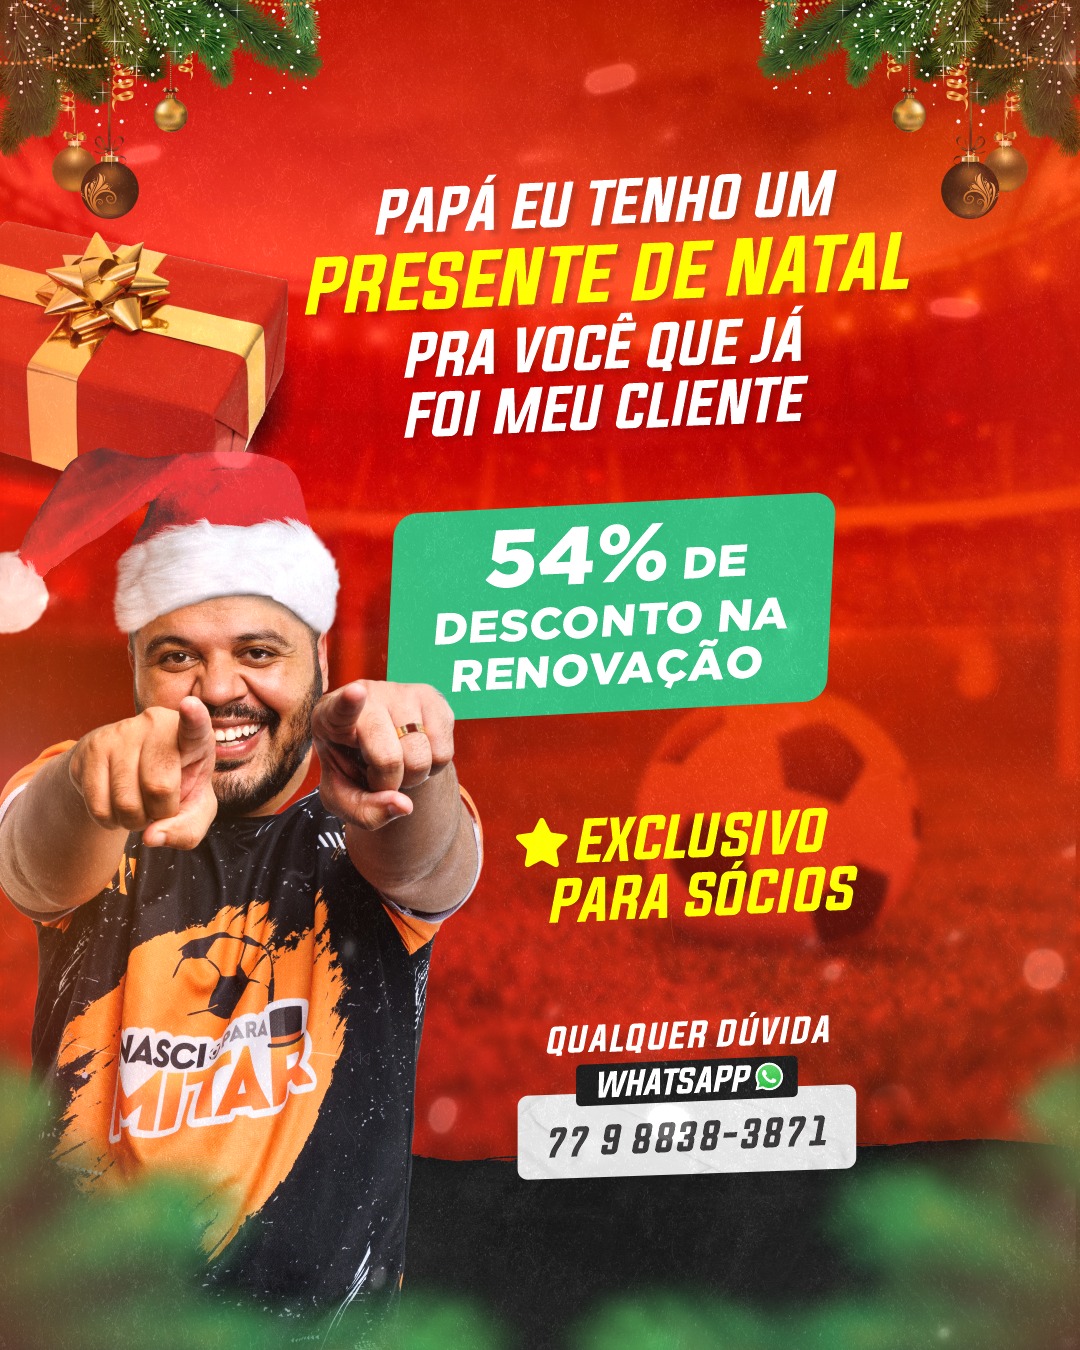 PAPÁ EU TENHO UM
PRESENTE DE NATAL
PRA VOCÊ QUE JÁ
FOI MEU CLIENTE
54% DE
DESCONTO NA
RENOVAÇÃO
EXCLUSIVO
PARA SÓCIOS
NASCI PARA
MITAR
QUALQUER DÚVIDA
WHATSAPP
77 9 8838-3871